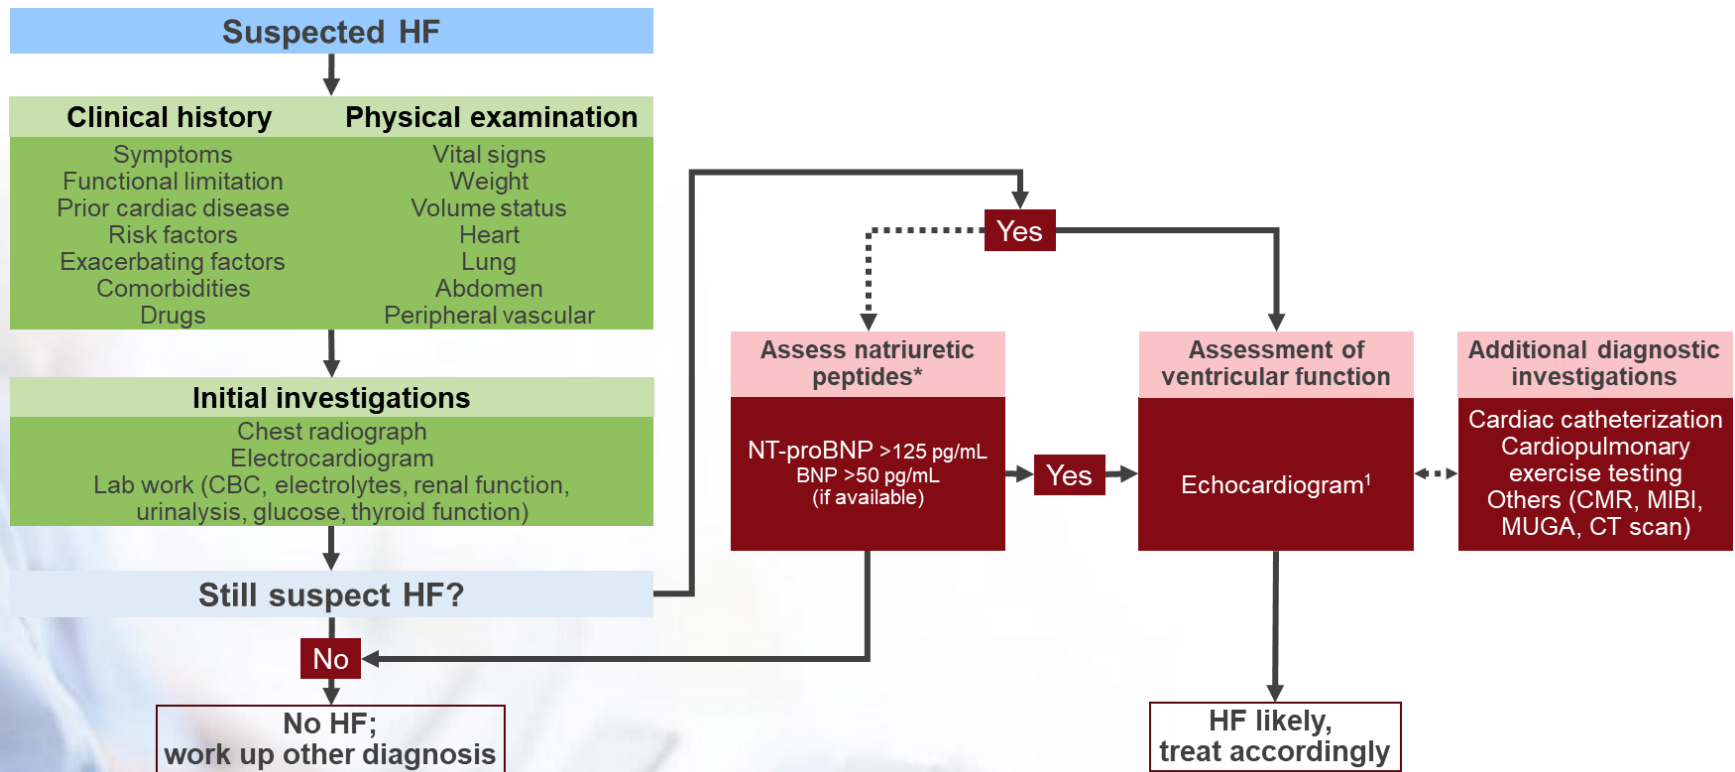 Suspected HF
Clinical history
Symptoms
Functional limitation
Prior cardiac disease
Risk factors
Exacerbating factors
Comorbidities
Drugs
Physical examination
Vital signs
Weight
Volume status
Heart
Lung
Abdomen
Peripheral vascular
Initial investigations
Chest radiograph
Electrocardiogram
Lab work (CBC, electrolytes, renal function,
urinalysis, glucose, thyroid function)
Still suspect HF?
No
No HF;
work up other diagnosis
Yes
Assess natriuretic
peptides*
NT-proBNP >125 pg/mL
BNP >50 pg/mL
(if available)
Yes
Assessment of
ventricular function
Echocardiogram¹
HF likely,
treat accordingly
Additional diagnostic
investigations
Cardiac catheterization
Cardiopulmonary
exercise testing
Others (CMR, MIBI,
MUGA, CT scan)